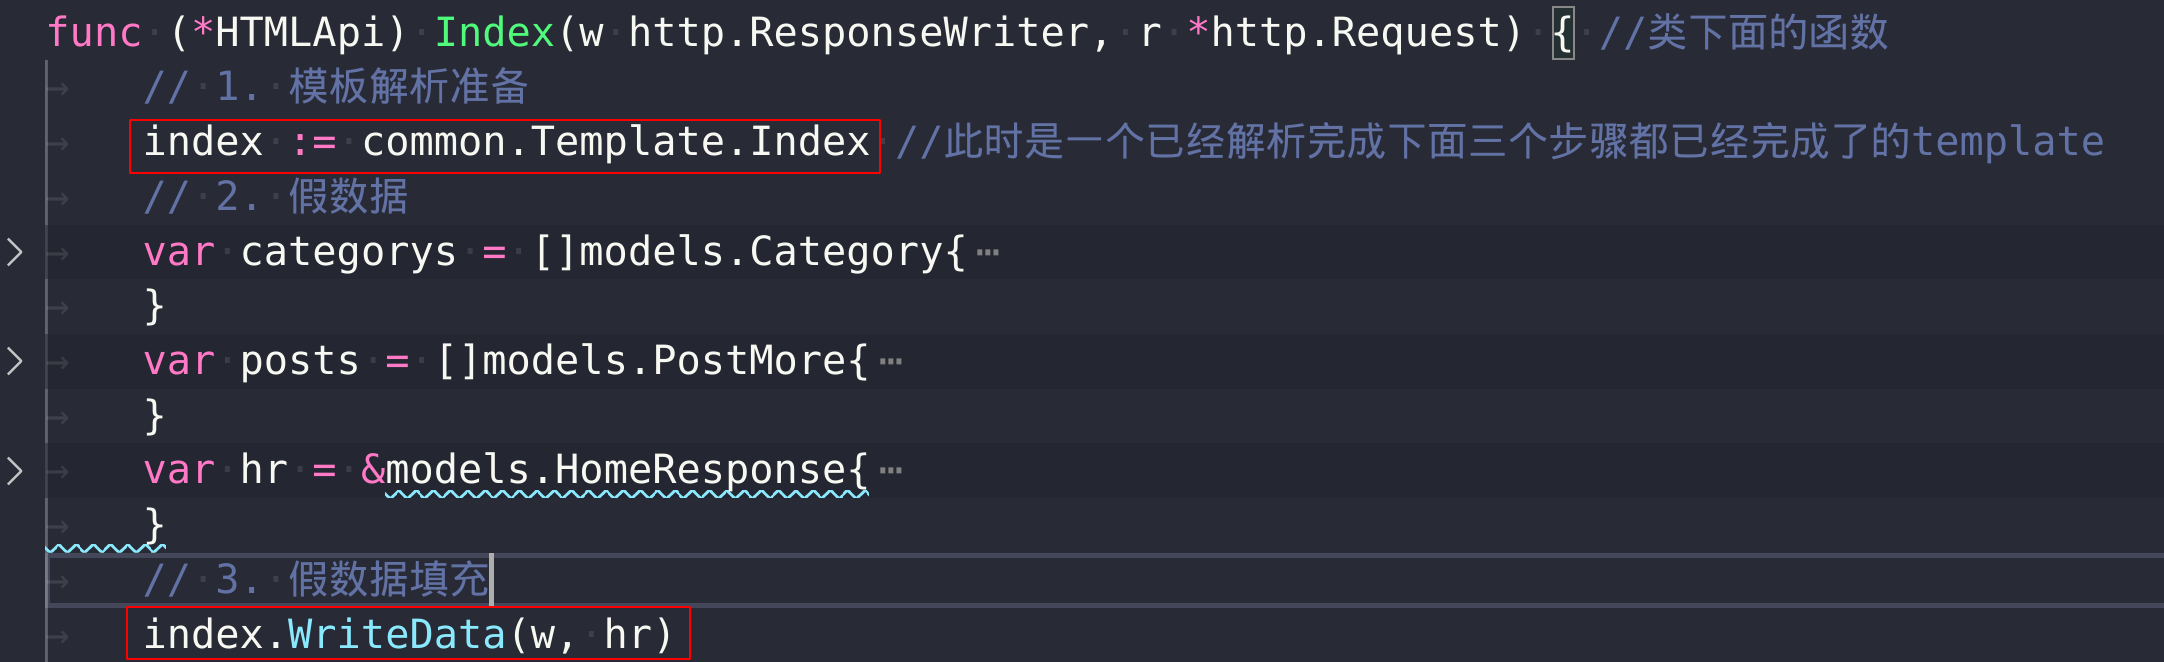 func (*HTMLApi) Index(w http.ResponseWriter, r *http.Request) { //类下面的函数
// 1. 模板解析准备
index := common.Template.Index //此时是一个已经解析完成下面三个步骤都已经完成了的template
// 2. 假数据
var categorys = []models.Category{ ⋯
}
var posts = []models.PostMore{ ⋯
}
var hr = &models.HomeResponse{ ⋯
}
// 3. 假数据填充
index.WriteData(w, hr)